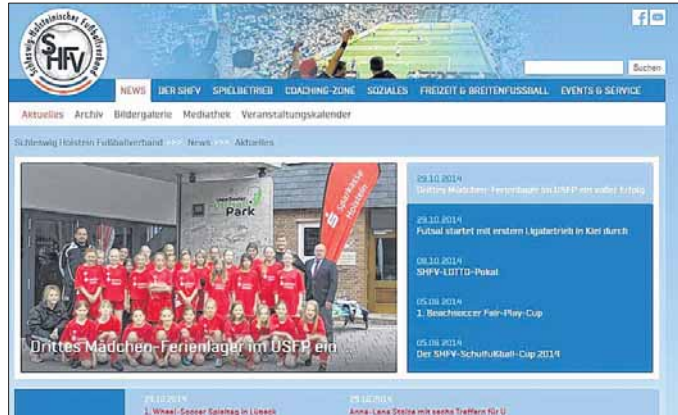 Schleswig-Holsteinischer Fußballverband
SHFV
Suchen
NEWS DER SHFV SPIELBETRIEB COACHING-ZONE SOZIALES FREIZEIT & BREITENFUSSBALL EVENTS & SERVICE
Aktuelles Archiv Bildergalerie Mediathek Veranstaltungskalender
Schleswig Holstein Fußballverband >>> News >>> Aktuelles
Park
Sparkasse
Holstein
Drittes Mädchen-Ferienlager im USFP ein ...
29.10.2014
Drittes Mädchen-Ferienlager im USFP ein voller Erfolg
29.10.2014
Futsal startet mit erstem Ligabetrieb in Kiel durch
08.10.2014
SHFV-LOTTO-Pokal
05.08.2014
1. Beachsoccer Fair-Play-Cup
05.08.2014
Der SHFV-Schulfußball-Cup 2014
29.10.2014
1. Wheel-Soccer Spieltag in Lübeck
29.10.2014
Anna-Lena Stolze mit sechs Treffern für U